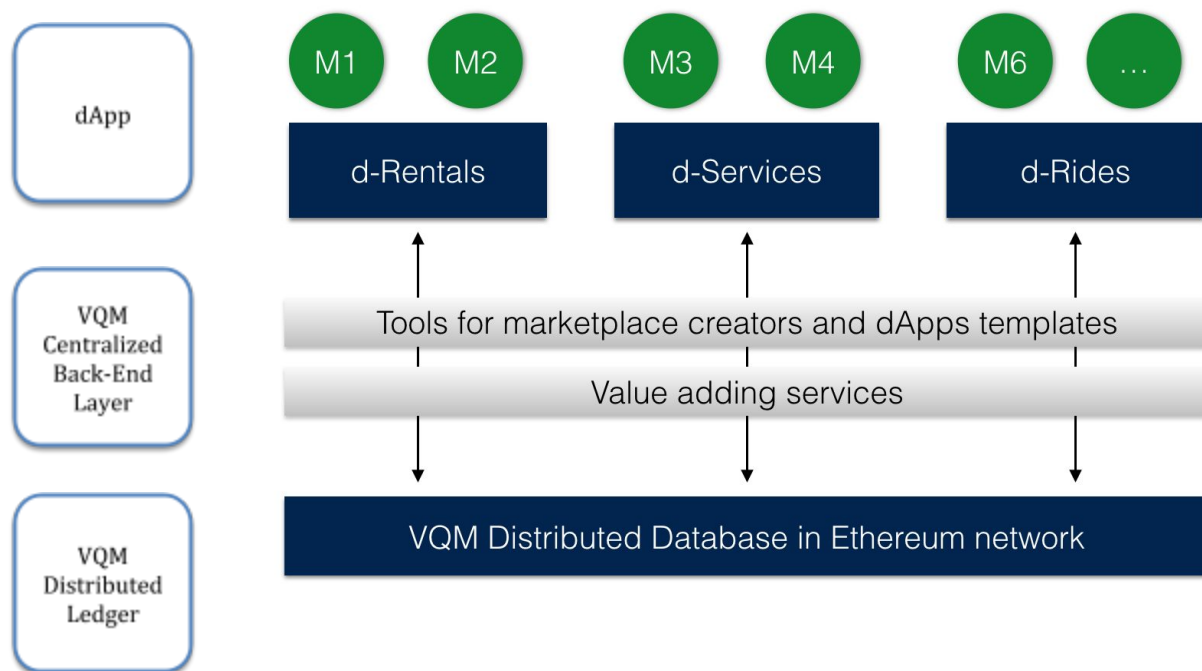 dApp
M1
M2
M3
M4
M6
...
d-Rentals
d-Services
d-Rides
VQM
Centralized
Back-End
Layer
Tools for marketplace creators and dApps templates
Value adding services
VQM
Distributed
Ledger
VQM Distributed Database in Ethereum network